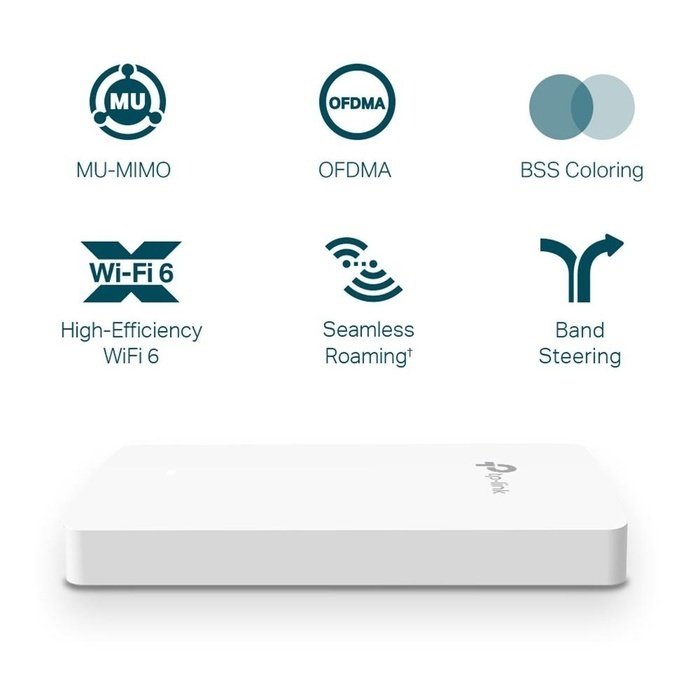 MU
OFDMA
MU-MIMO
OFDMA
BSS Coloring
Wi-Fi 6
High-Efficiency
WiFi 6
Seamless
Roaming†
Band
Steering
tp-link